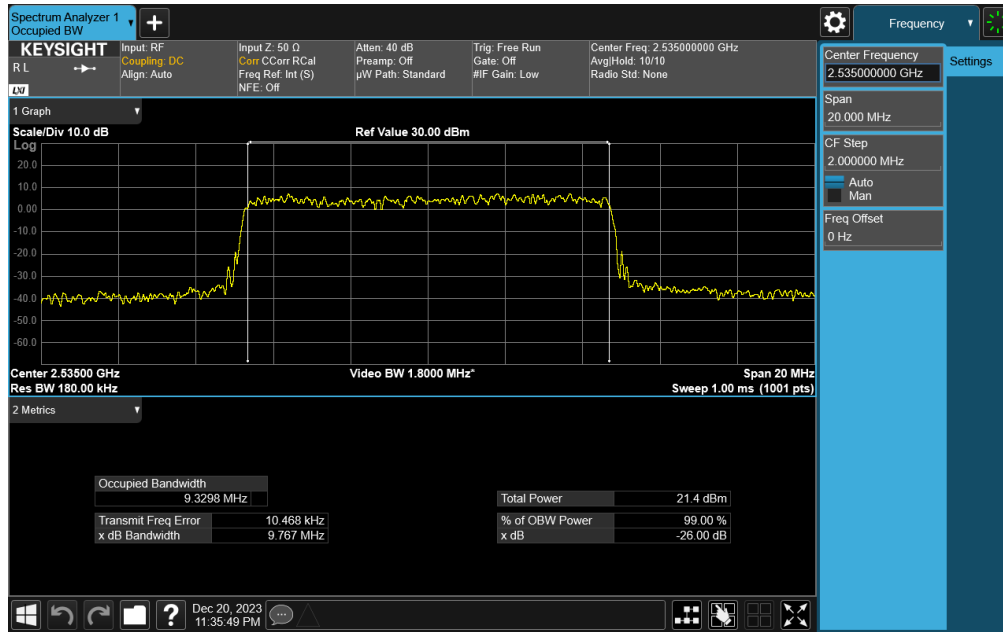 Spectrum Analyzer 1
Occupied BW
Frequency
KEYSIGHT
R L
LXI
Input: RF
Coupling: DC
Align: Auto
Input Z: 50 Ω
Corr CCorr RCal
Freq Ref: Int (S)
NFE: Off
Atten: 40 dB
Preamp: Off
µW Path: Standard
Trig: Free Run
Gate: Off
#IF Gain: Low
Center Freq: 2.535000000 GHz
Avg|Hold: 10/10
Radio Std: None
Center Frequency
2.535000000 GHz
Settings
Span
20.000 MHz
CF Step
2.000000 MHz
Auto
Man
Freq Offset
0 Hz
1 Graph
Scale/Div 10.0 dB
Ref Value 30.00 dBm
Log
20.0
10.0
0.00
-10.0
-20.0
-30.0
-40.0
-50.0
-60.0
Center 2.53500 GHz
Video BW 1.8000 MHz*
Span 20 MHz
Res BW 180.00 kHz
Sweep 1.00 ms (1001 pts)
2 Metrics
Occupied Bandwidth
9.3298 MHz
Total Power 21.4 dBm
Transmit Freq Error 10.468 kHz
% of OBW Power 99.00 %
x dB Bandwidth 9.767 MHz
x dB -26.00 dB
?
Dec 20, 2023
11:35:49 PM